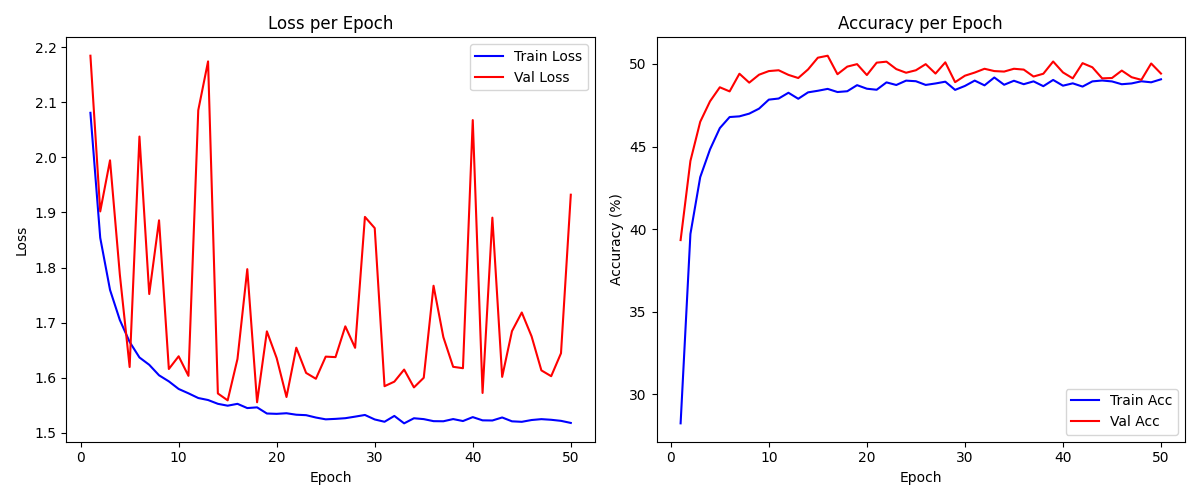 Loss per Epoch
Train Loss
Val Loss
2.2
2.1
2.0
1.9
1.8
1.7
1.6
1.5
Loss
0
10
20
30
40
50
Epoch
Accuracy per Epoch
50
45
40
35
30
Accuracy (%)
Train Acc
Val Acc
0
10
20
30
40
50
Epoch